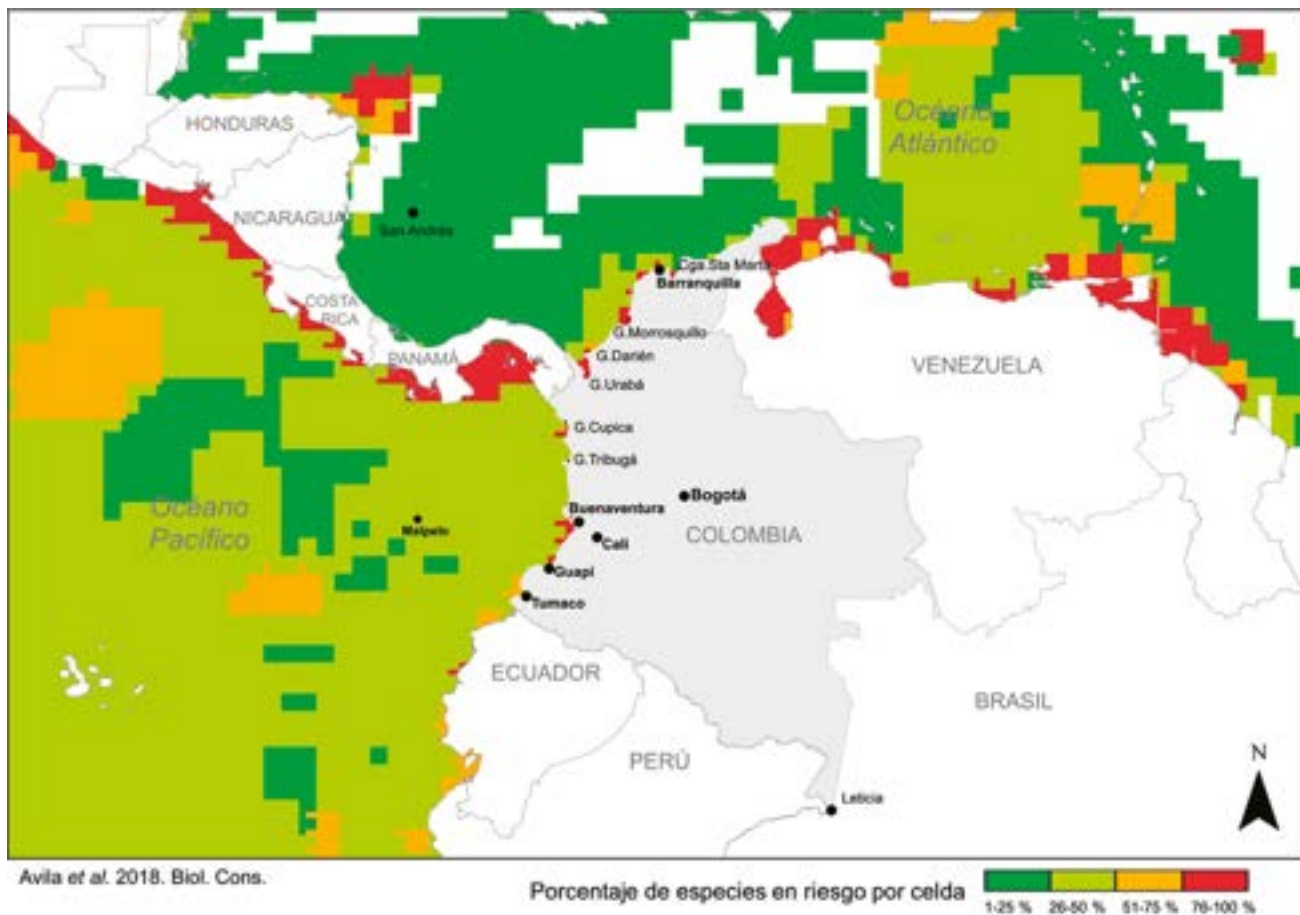 HONDURAS
Océano
Atlántico
NICARAGUA
San Andrés
Cga.Sta Marta
Barranquilla
COSTA
RICA
G.Morrosquillo
PANAMÁ
G.Darién
VENEZUELA
G.Urabá
G.Cupica
G.Tribugá
Bogotá
Océano
Pacífico
Buenaventura
Malpelo
COLOMBIA
Cali
Guapi
Tumaco
ECUADOR
BRASIL
PERÚ
N
Leticia
Avila et al. 2018. Biol. Cons.
Porcentaje de especies en riesgo por celda
1-25 % 26-50 % 51-75 % 76-100 %